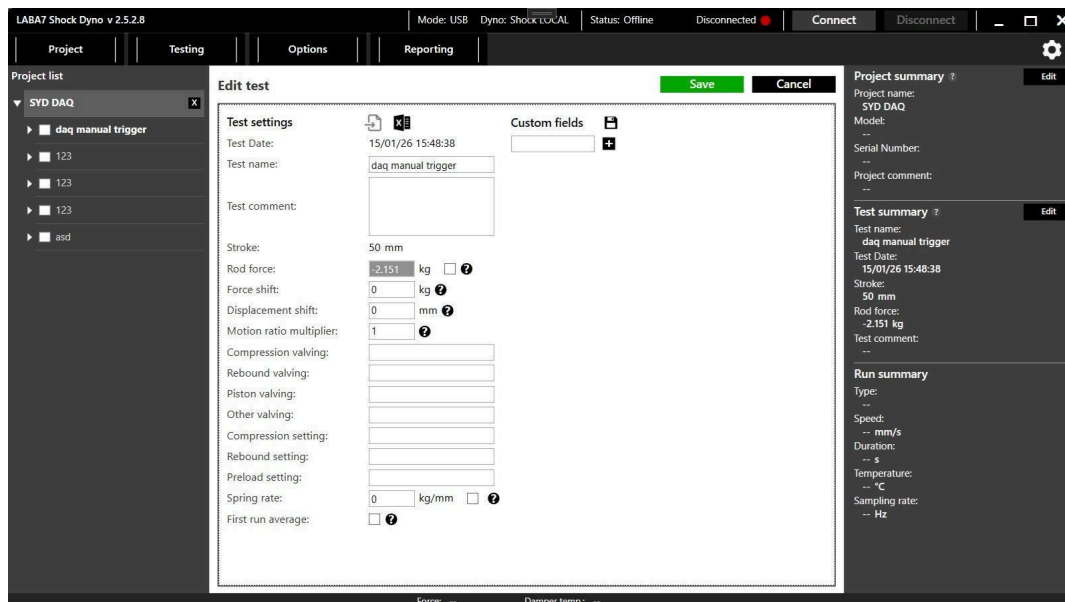 LABA7 Shock Dyno v 2.5.2.8
Mode: USB Dyno: Shock LOCAL Status: Offline Disconnected Connect Disconnect
Project Testing Options Reporting
Project list
SYD DAQ X
daq manual trigger
123
123
123
asd
Edit test Save Cancel
Test settings
Custom fields
Test Date: 15/01/26 15:48:38
Test name: daq manual trigger
Test comment:
Stroke: 50 mm
Rod force: -2.151 kg ?
Force shift: 0 kg ?
Displacement shift: 0 mm ?
Motion ratio multiplier: 1 ?
Compression valving:
Rebound valving:
Piston valving:
Other valving:
Compression setting:
Rebound setting:
Preload setting:
Spring rate: 0 kg/mm ?
First run average: ?
Project summary ? Edit
Project name:
SYD DAQ
Model:
--
Serial Number:
--
Project comment:
--
Test summary ? Edit
Test name:
daq manual trigger
Test Date:
15/01/26 15:48:38
Stroke:
50 mm
Rod force:
-2.151 kg
Test comment:
--
Run summary
Type:
--
Speed:
-- mm/s
Duration:
-- s
Temperature:
-- °C
Sampling rate:
-- Hz
Force: -- Damper temp.: --